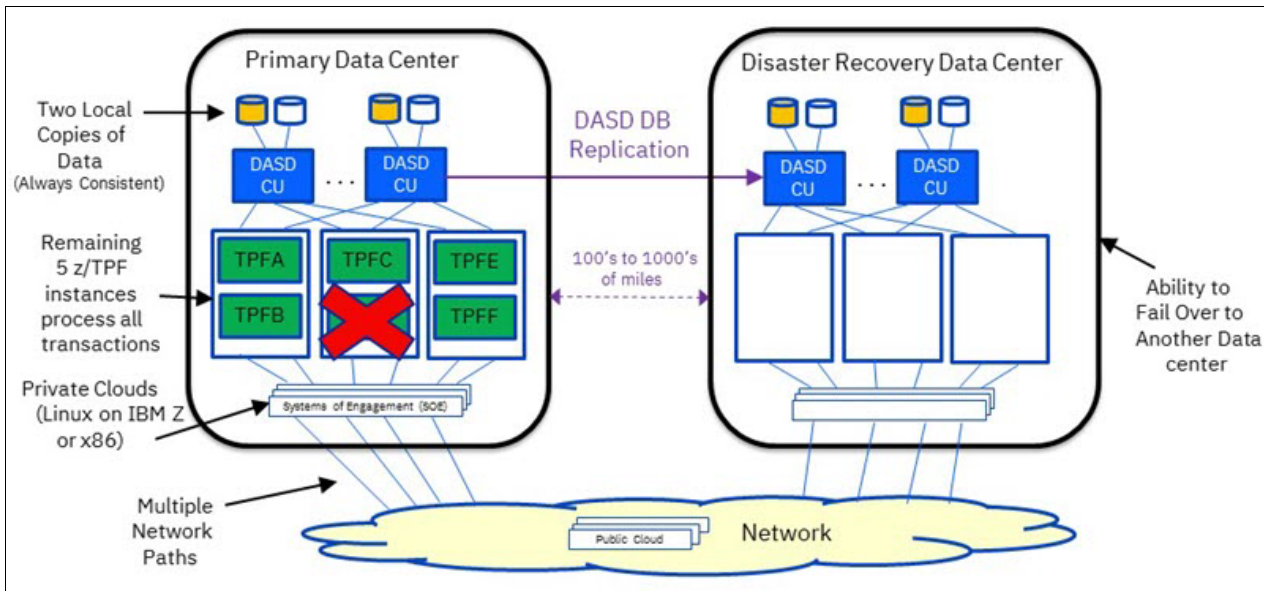 Primary Data Center
Disaster Recovery Data Center
Two Local
Copies of
Data
(Always Consistent)
DASD
CU
. . .
DASD
CU
DASD DB
Replication
DASD
CU
. . .
DASD
CU
Remaining
5 z/TPF
instances
process all
transactions
TPFA
TPFB
TPFC
TPFE
TPFF
100's to 1000's
of miles
Ability to
Fail Over to
Another Data
center
Private Clouds
(Linux on IBM Z
or x86)
Systems of Engagement (SOE)
Multiple
Network
Paths
Public Cloud
Network